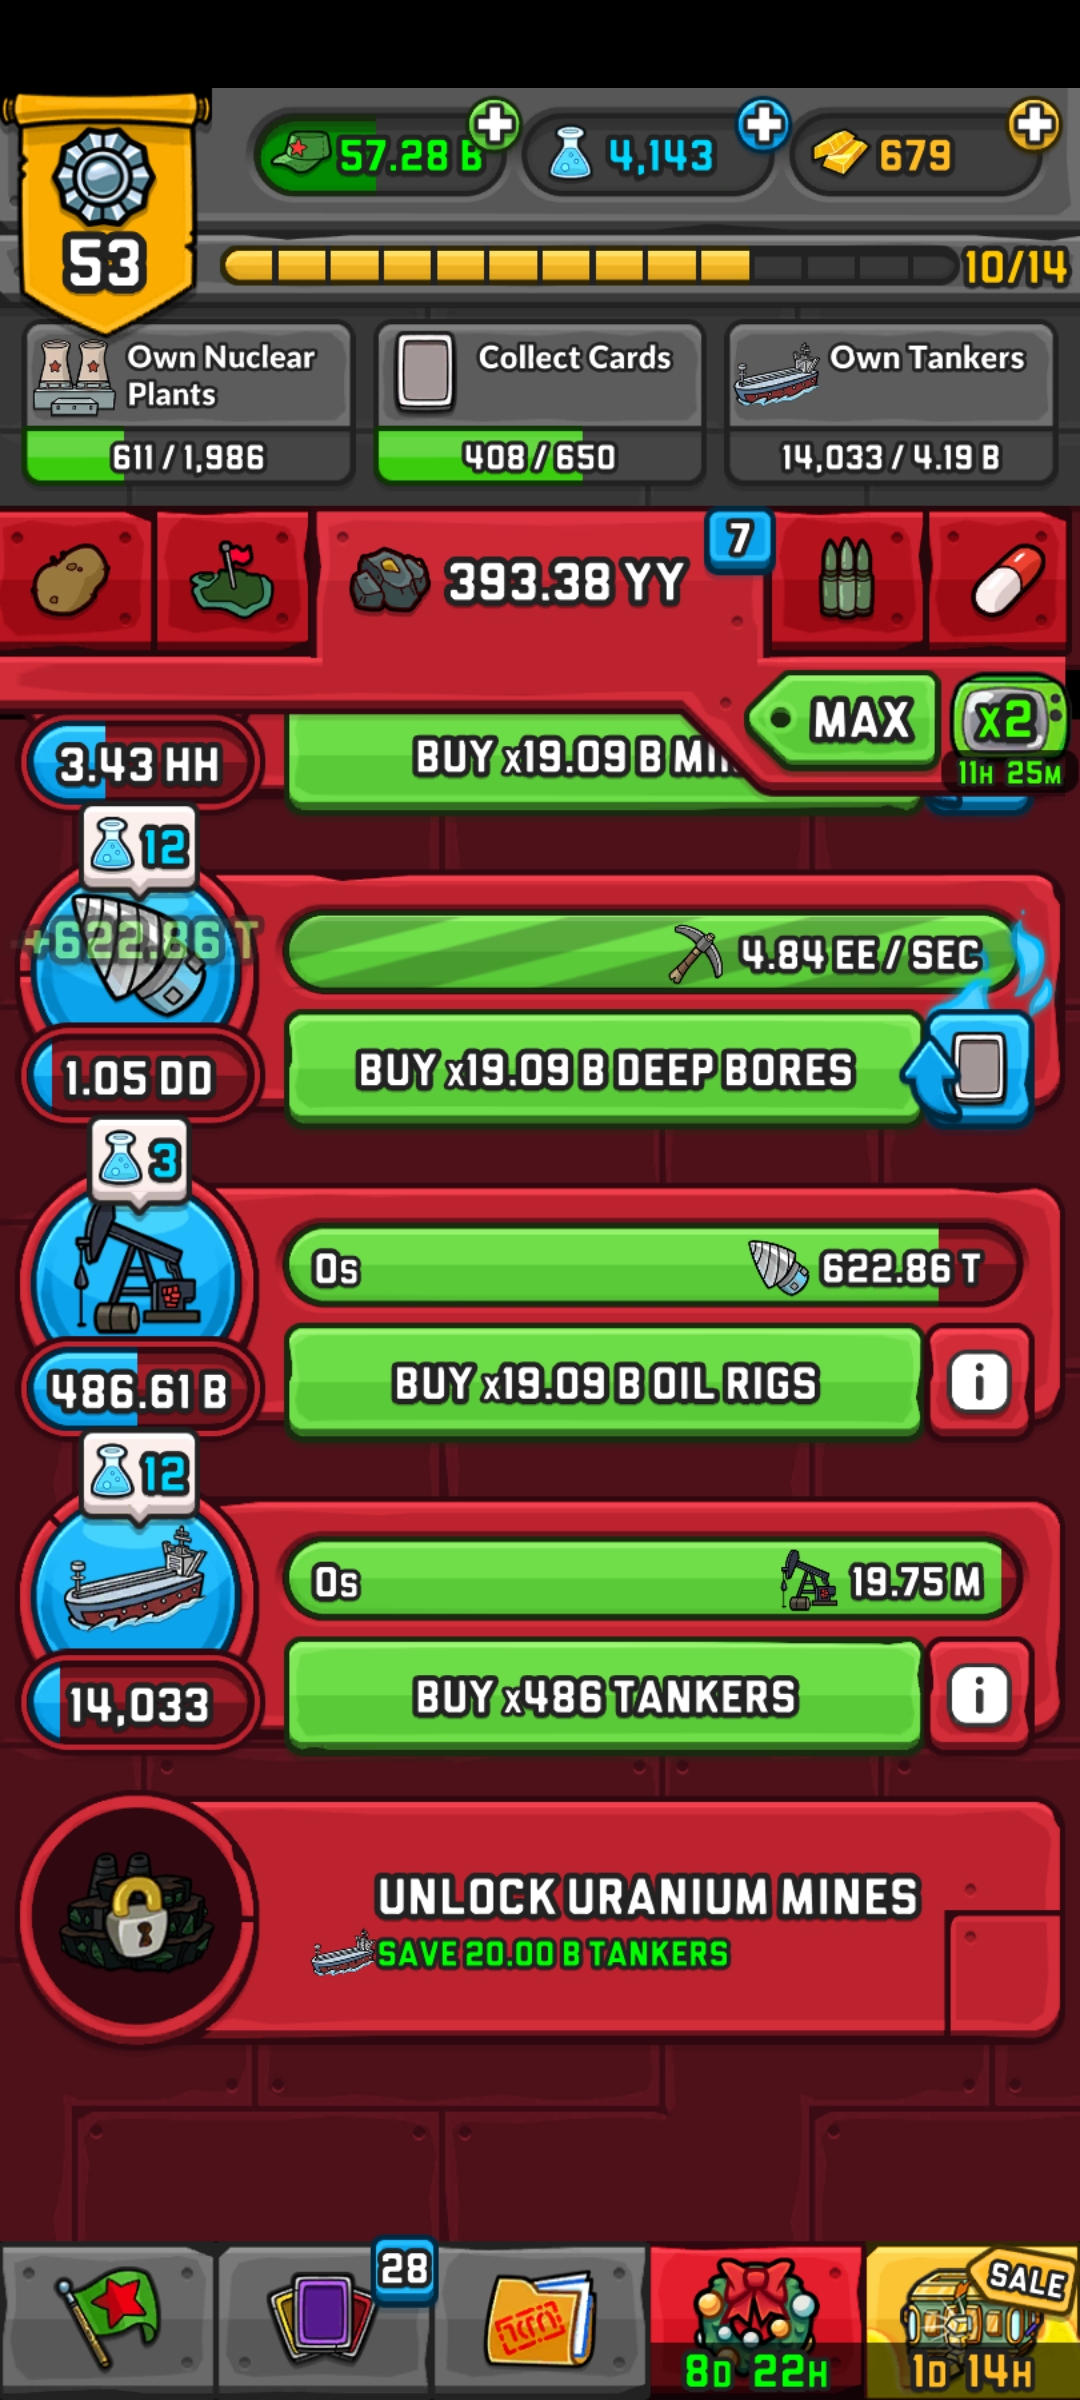 57.28 B
4,143
679
53
10/14
Own Nuclear
Plants
611 / 1,986
Collect Cards
408 / 650
Own Tankers
14,033 / 4.19 B
393.38 YY
7
MAX
x2
11H 25M
3.43 HH
BUY x19.09 B
12
+622.86 T
4.84 EE / SEC
1.05 DD
BUY x19.09 B DEEP BORES
3
0s
622.86 T
486.61 B
BUY x19.09 B OIL RIGS
i
12
0s
19.75 M
14,033
BUY x486 TANKERS
i
UNLOCK URANIUM MINES
SAVE 20.00 B TANKERS
28
SALE
8D 22H
1D 14H